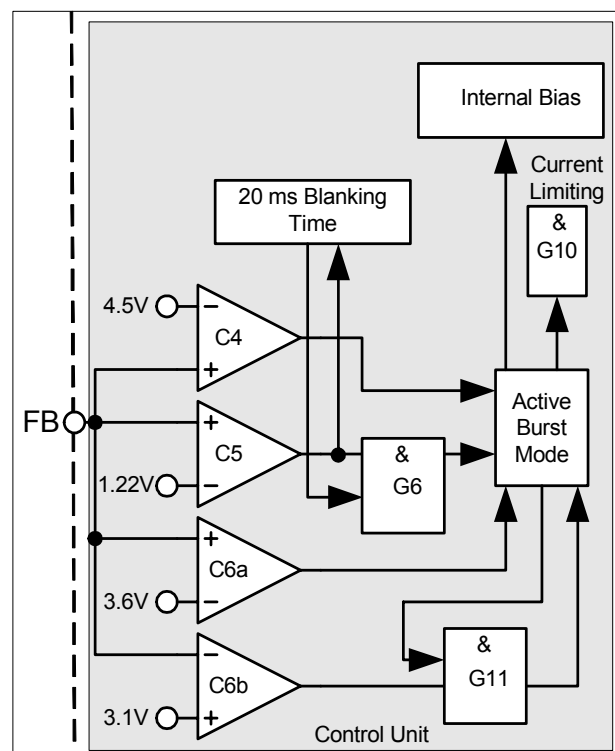 Internal Bias
Current
Limiting
20 ms Blanking
Time
&
G10
4.5V
−
C4
+
FB
+
C5
−
1.22V
&
G6
Active
Burst
Mode
+
C6a
−
3.6V
−
C6b
+
3.1V
&
G11
Control Unit